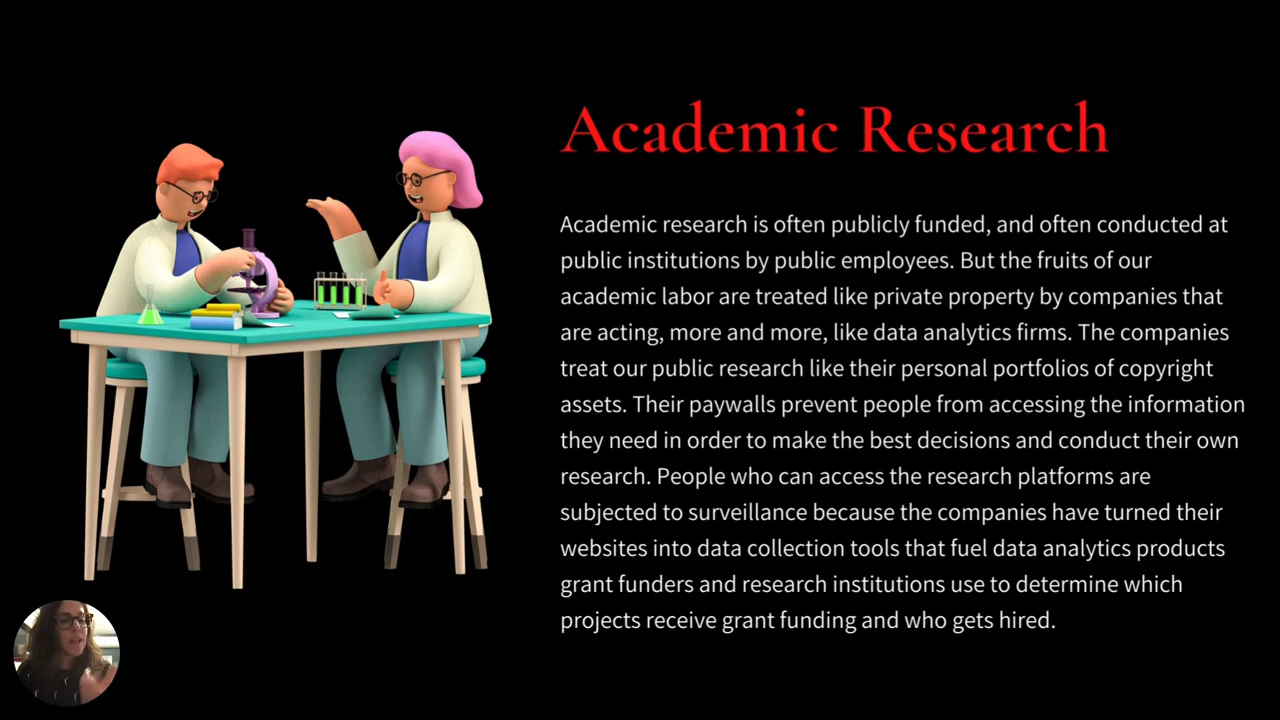 Academic Research
Academic research is often publicly funded, and often conducted at
public institutions by public employees. But the fruits of our
academic labor are treated like private property by companies that
are acting, more and more, like data analytics firms. The companies
treat our public research like their personal portfolios of copyright
assets. Their paywalls prevent people from accessing the information
they need in order to make the best decisions and conduct their own
research. People who can access the research platforms are
subjected to surveillance because the companies have turned their
websites into data collection tools that fuel data analytics products
grant funders and research institutions use to determine which
projects receive grant funding and who gets hired.